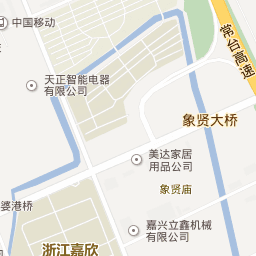 中国移动
常台高速
天正智能电器
有限公司
象贤大桥
美达家居
用品公司
象贤庙
婆港桥
嘉兴立鑫机械
有限公司
浙江嘉欣